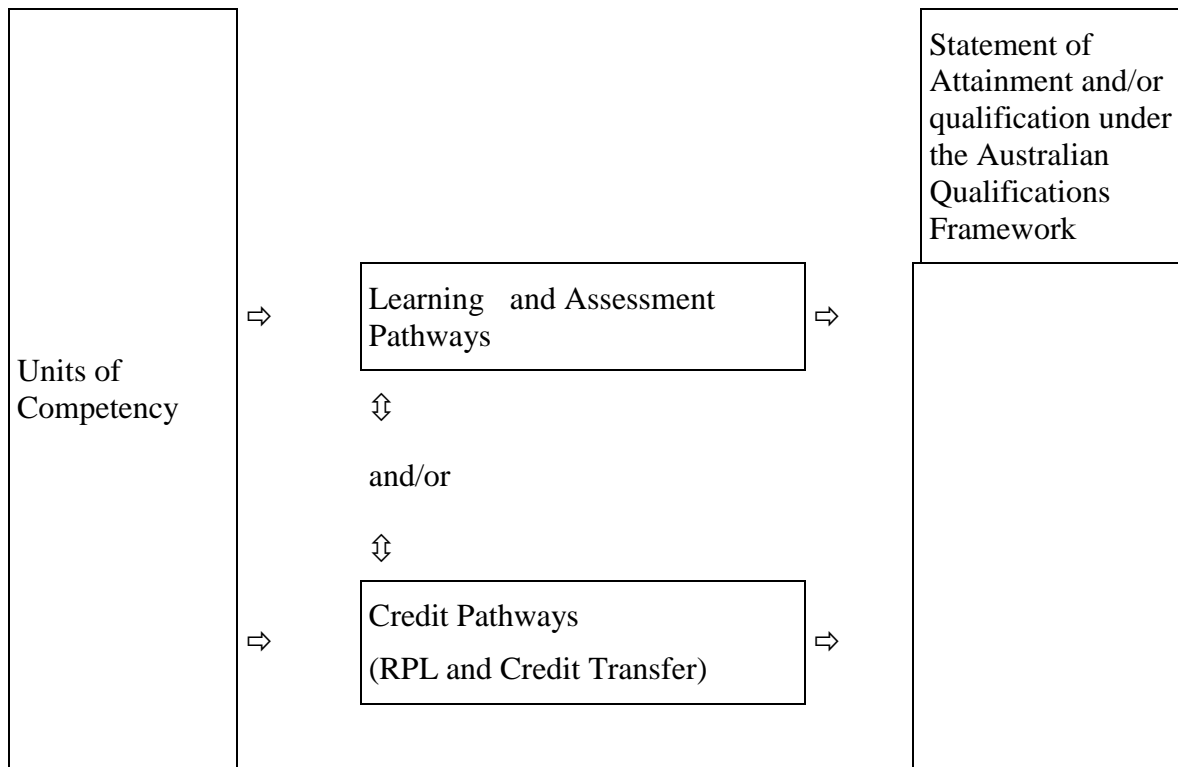 Statement of
Attainment and/or
qualification under
the Australian
Qualifications
Framework
Learning and Assessment
Pathways
Units of
Competency
and/or
Credit Pathways
(RPL and Credit Transfer)